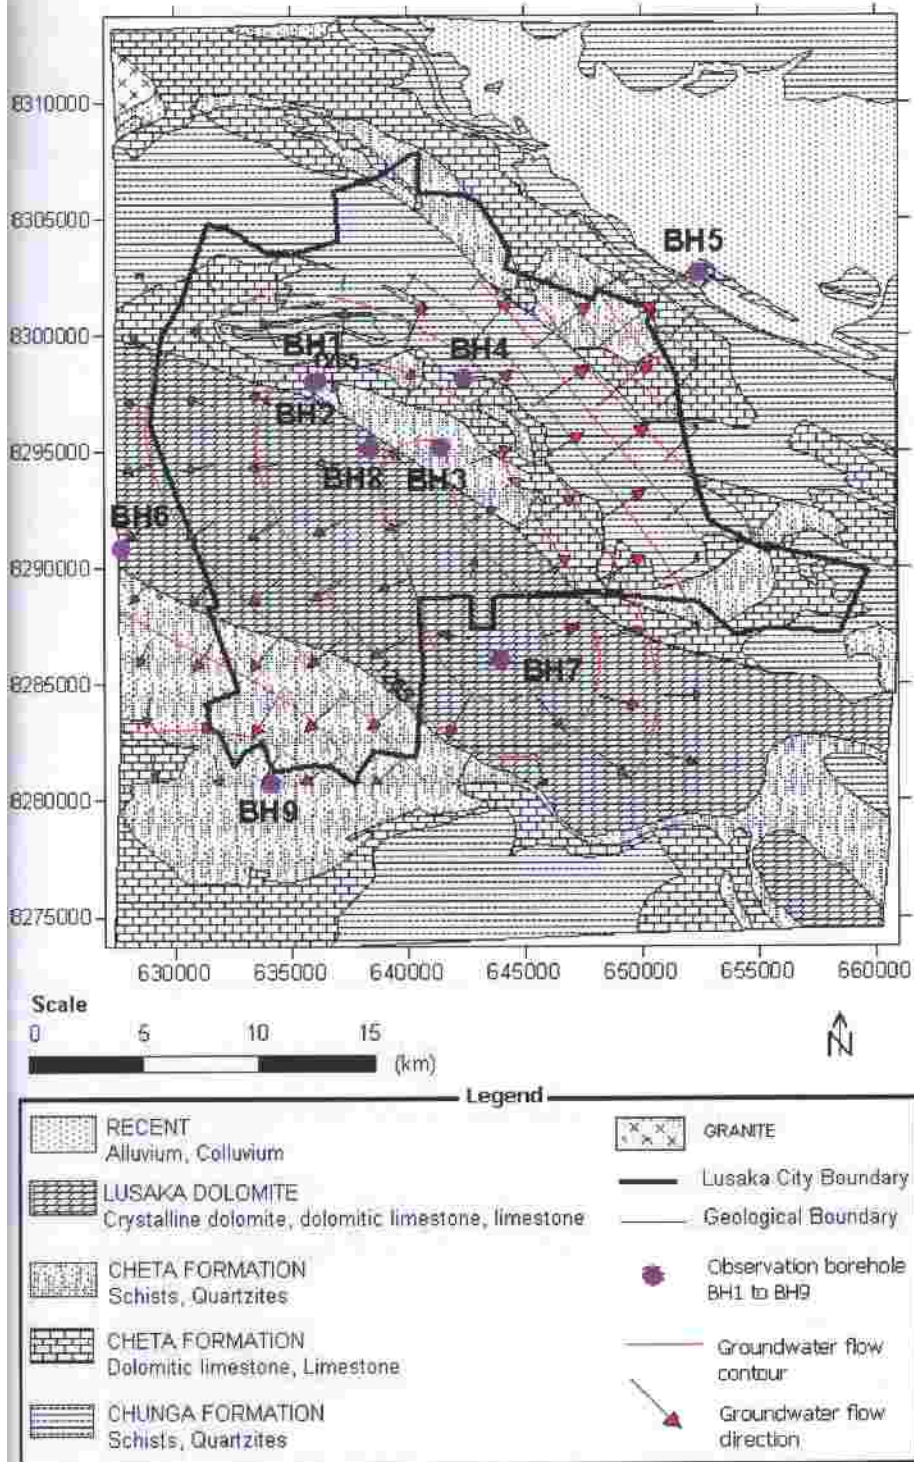 8310000
BH5
8305000
8300000
BH1
1265
BH4
BH2
8295000
BH8
BH3
BH6
8290000
BH7
8285000
1265
8280000
BH9
8275000
630000 635000 640000 645000 650000 655000 660000
Scale
0 5 10 15
(km)
N
Legend
RECENT
Alluvium, Colluvium
LUSAKA DOLOMITE
Crystalline dolomite, dolomitic limestone, limestone
CHETA FORMATION
Schists, Quartzites
CHETA FORMATION
Dolomitic limestone, Limestone
CHUNGA FORMATION
Schists, Quartzites
GRANITE
Lusaka City Boundary
Geological Boundary
Observation borehole
BH1 to BH9
Groundwater flow
contour
Groundwater flow
direction